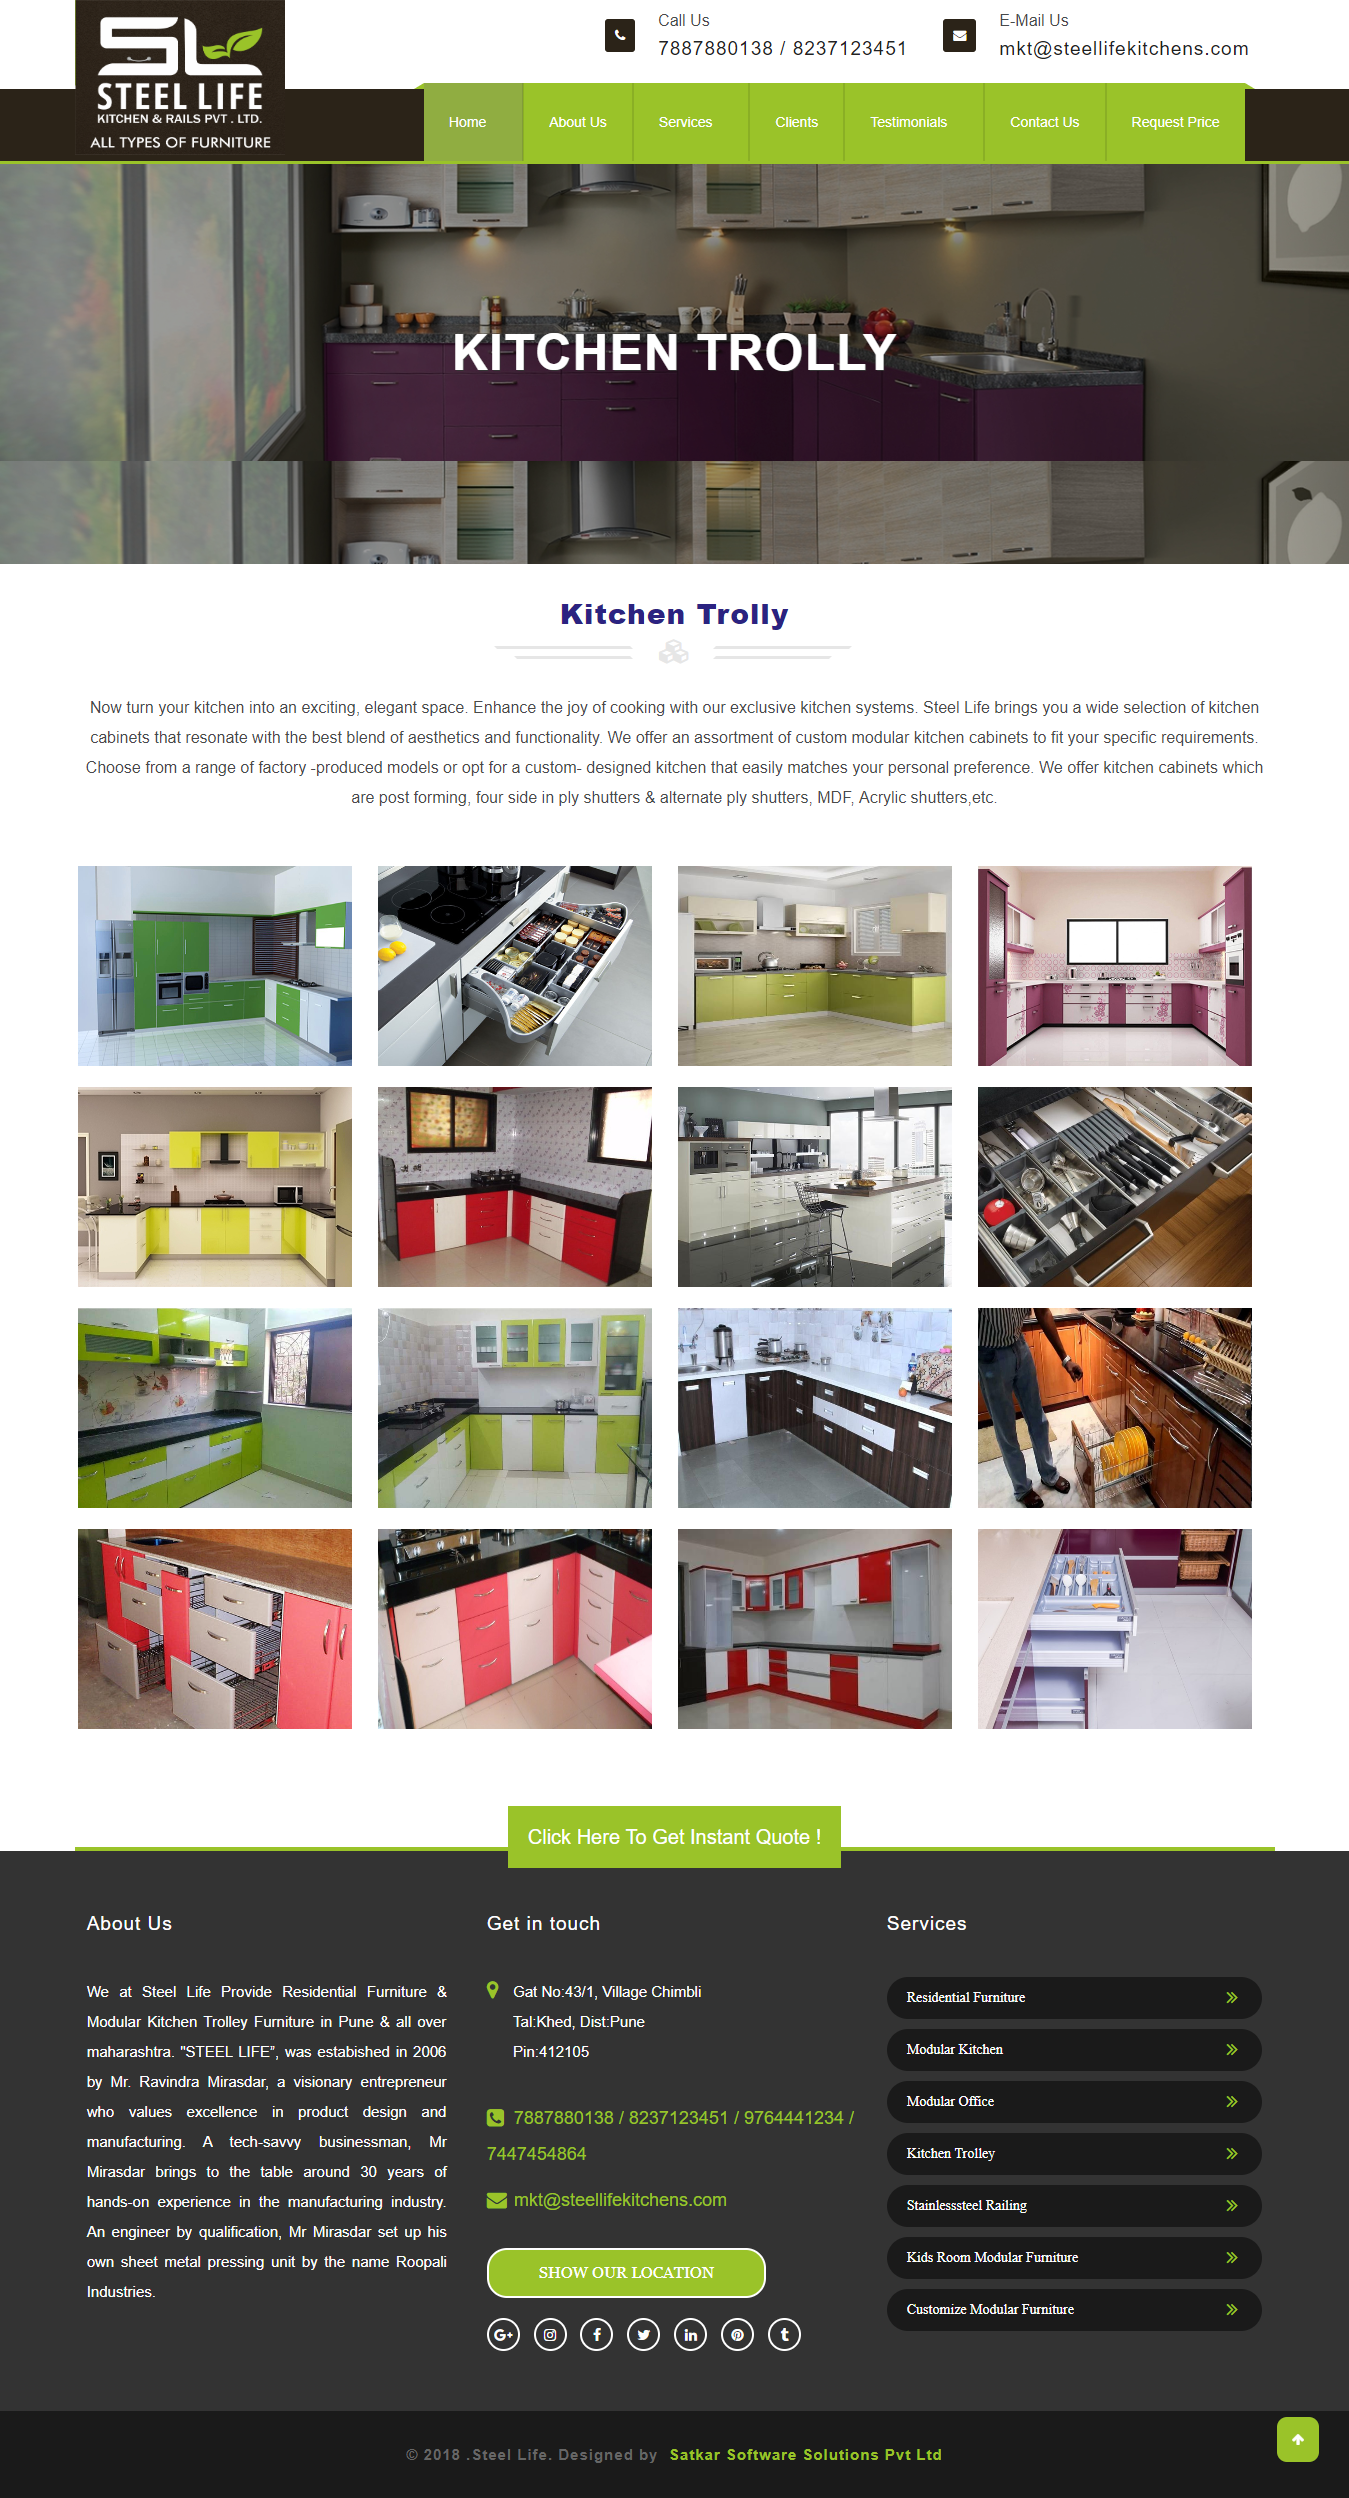 SL
STEEL LIFE
KITCHEN & RAILS PVT . LTD.
ALL TYPES OF FURNITURE
Call Us
7887880138 / 8237123451
E-Mail Us
mkt@steellifekitchens.com
Home
About Us
Services
Clients
Testimonials
Contact Us
Request Price
KITCHEN TROLLY
Kitchen Trolly
Now turn your kitchen into an exciting, elegant space. Enhance the joy of cooking with our exclusive kitchen systems. Steel Life brings you a wide selection of kitchen
cabinets that resonate with the best blend of aesthetics and functionality. We offer an assortment of custom modular kitchen cabinets to fit your specific requirements.
Choose from a range of factory -produced models or opt for a custom- designed kitchen that easily matches your personal preference. We offer kitchen cabinets which
are post forming, four side in ply shutters & alternate ply shutters, MDF, Acrylic shutters,etc.
Click Here To Get Instant Quote !
About Us
We at Steel Life Provide Residential Furniture &
Modular Kitchen Trolley Furniture in Pune & all over
maharashtra. "STEEL LIFE", was estabished in 2006
by Mr. Ravindra Mirasdar, a visionary entrepreneur
who values excellence in product design and
manufacturing. A tech-savvy businessman, Mr
Mirasdar brings to the table around 30 years of
hands-on experience in the manufacturing industry.
An engineer by qualification, Mr Mirasdar set up his
own sheet metal pressing unit by the name Roopali
Industries.
Get in touch
Gat No:43/1, Village Chimbli
Tal:Khed, Dist:Pune
Pin:412105
7887880138 / 8237123451 / 9764441234 /
7447454864
mkt@steellifekitchens.com
SHOW OUR LOCATION
Services
Residential Furniture
Modular Kitchen
Modular Office
Kitchen Trolley
Stainlesssteel Railing
Kids Room Modular Furniture
Customize Modular Furniture
© 2018 .Steel Life. Designed by Satkar Software Solutions Pvt Ltd